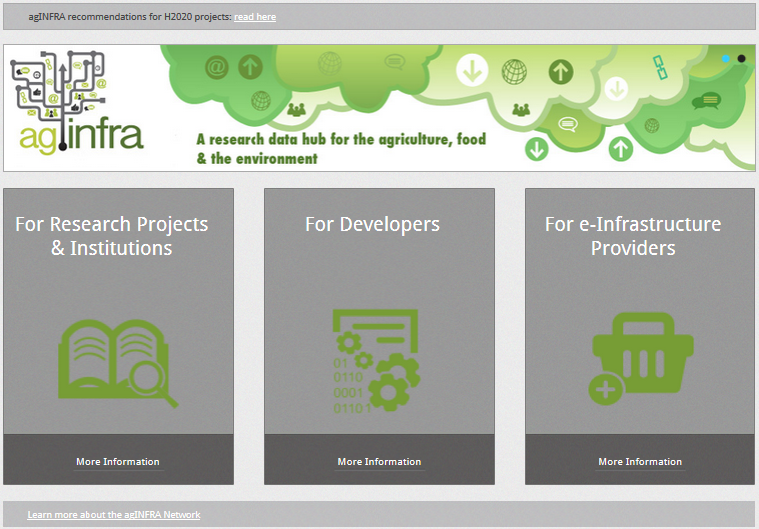 agINFRA recommendations for H2020 projects: read here
aginfra
A research data hub for the agriculture, food
& the environment
For Research Projects
& Institutions
For Developers
For e-Infrastructure
Providers
01
0110
0001
01101
More Information
More Information
More Information
Learn more about the agINFRA Network